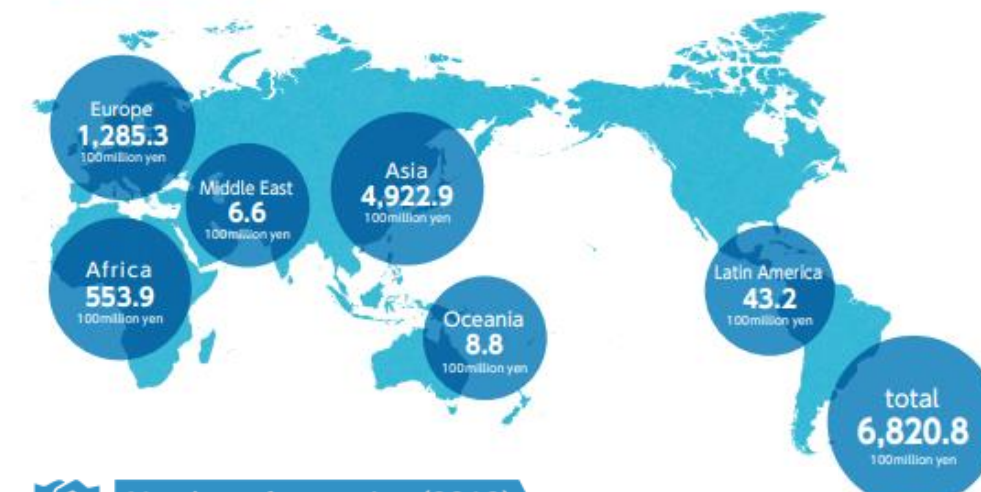 Europe
1,285.3
100million yen
Middle East
6.6
100million yen
Asia
4,922.9
100million yen
Africa
553.9
100million yen
Oceania
8.8
100million yen
Latin America
43.2
100million yen
total
6,820.8
100million yen